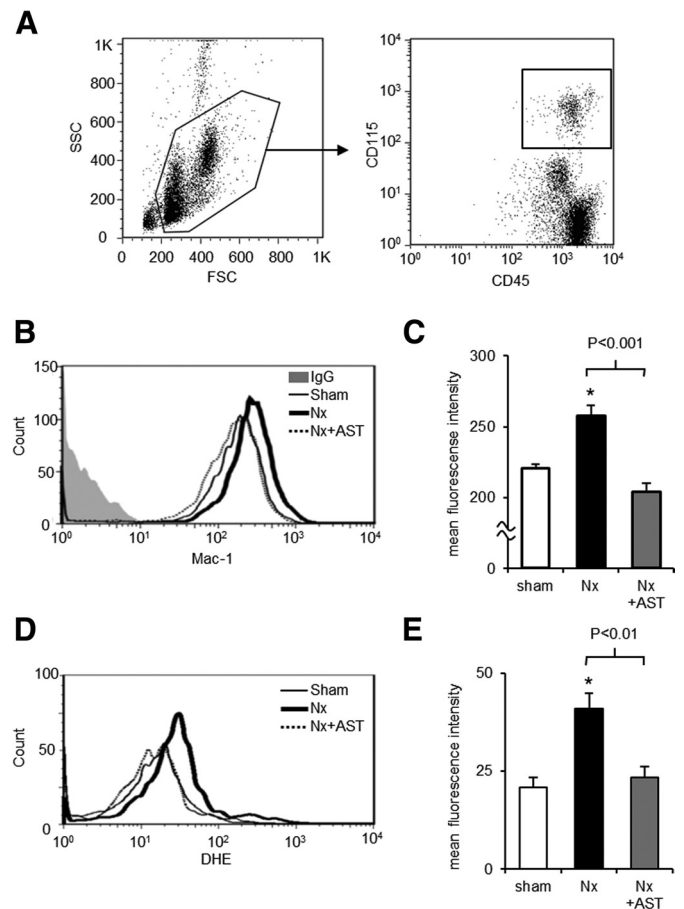 A
1K
800
600
400
200
0
SSC
0 200 400 600 800 1K
FSC
10⁴
10³
10²
10¹
10⁰
CD115
10⁰ 10¹ 10² 10³ 10⁴
CD45
B
150
100
50
0
Count
IgG
Sham
Nx
Nx+AST
10⁰ 10¹ 10² 10³ 10⁴
Mac-1
C
P<0.001
300
250
200
0
mean fluorescense intensity
*
sham Nx Nx
+AST
D
100
50
0
Count
Sham
Nx
Nx+AST
10⁰ 10¹ 10² 10³ 10⁴
DHE
E
P<0.01
50
25
0
mean fluorescence intensity
*
sham Nx Nx
+AST